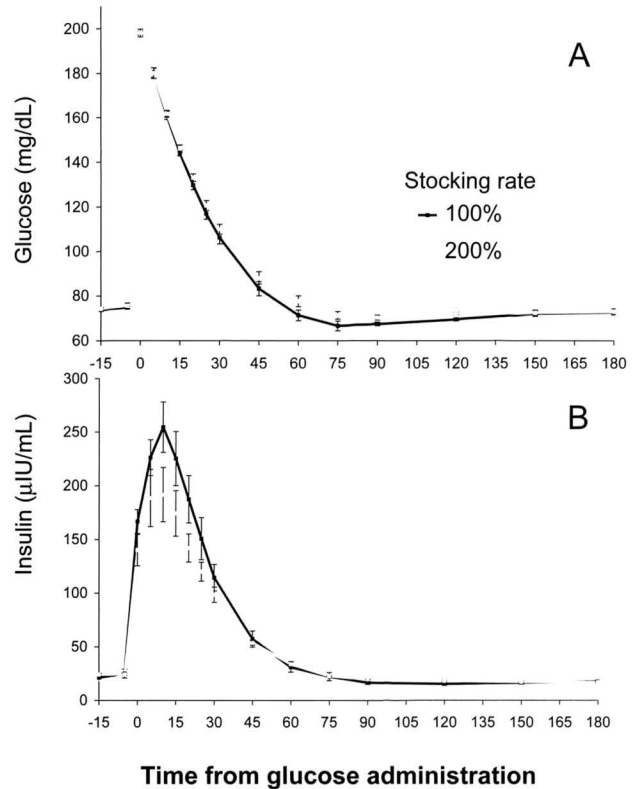 A
Glucose (mg/dL)
200
180
160
140
120
100
80
60
Stocking rate
100%
200%
-15 0 15 30 45 60 75 90 105 120 135 150 165 180
B
Insulin (µIU/mL)
300
250
200
150
100
50
0
-15 0 15 30 45 60 75 90 105 120 135 150 165 180
Time from glucose administration